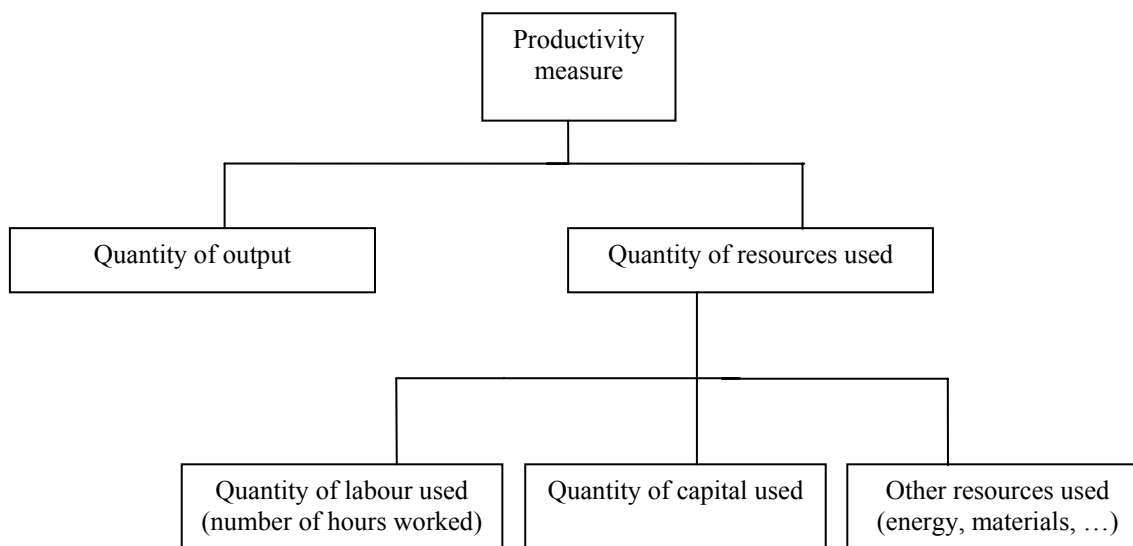 Productivity
measure
Quantity of output
Quantity of resources used
Quantity of labour used
(number of hours worked)
Quantity of capital used
Other resources used
(energy, materials, …)